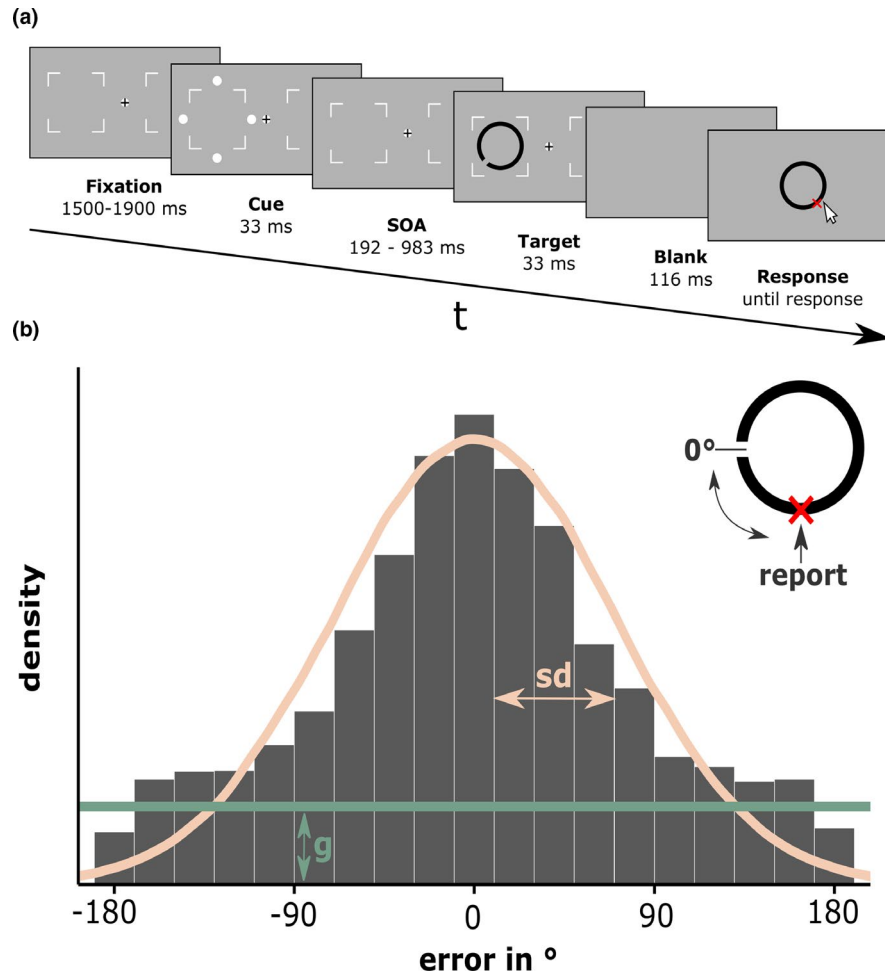 (a)
Fixation
1500-1900 ms
Cue
33 ms
SOA
192 - 983 ms
Target
33 ms
Blank
116 ms
Response
until response
t
(b)
density
0°
report
sd
g
-180
-90
0
90
180
error in °